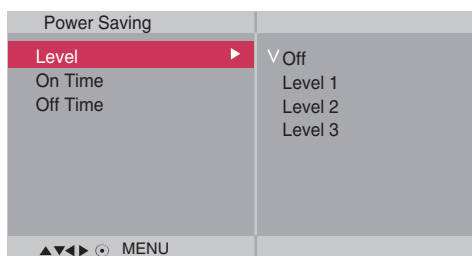 Power Saving
Level
On Time
Off Time
Off
Level 1
Level 2
Level 3
MENU